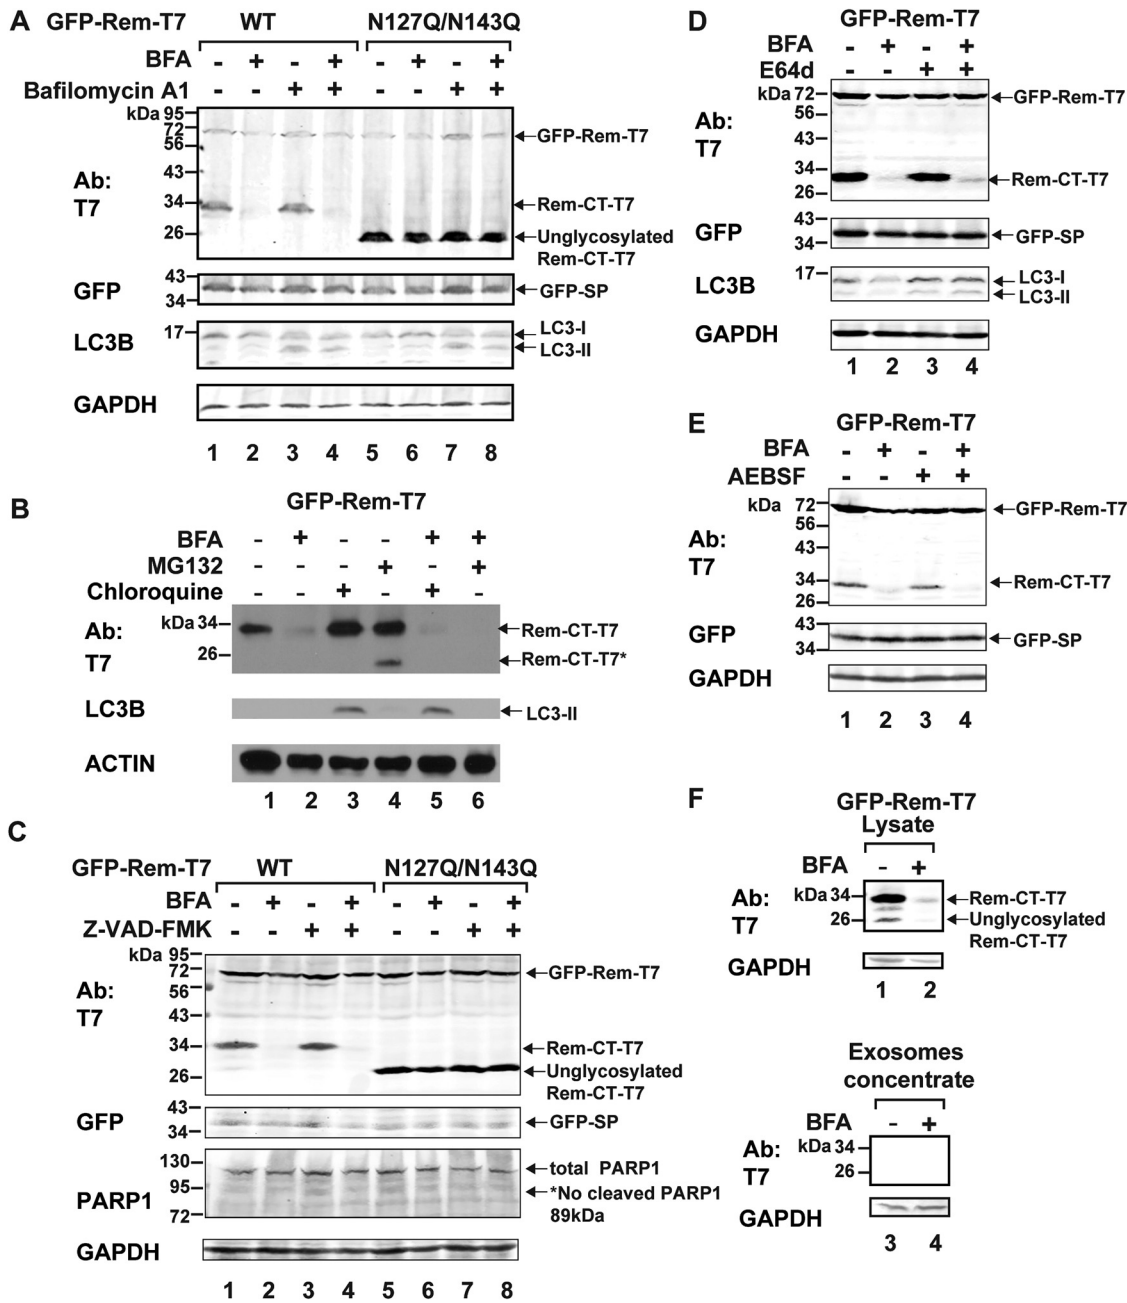 A
GFP-Rem-T7 WT N127Q/N143Q
BFA - + - + - + - +
Bafilomycin A1 - - + + - - + +
kDa 95
72
56
43
34
26
Ab:
T7
GFP-Rem-T7
Rem-CT-T7
Unglycosylated
Rem-CT-T7
GFP
43
34
GFP-SP
LC3B
17
LC3-I
LC3-II
GAPDH
1 2 3 4 5 6 7 8
B
GFP-Rem-T7
BFA - + - - + +
MG132 - - - + - +
Chloroquine - - + - + -
Ab:
T7
kDa 34
26
Rem-CT-T7
Rem-CT-T7*
LC3B
LC3-II
ACTIN
1 2 3 4 5 6
C
GFP-Rem-T7 WT N127Q/N143Q
BFA - + - + - + - +
Z-VAD-FMK - - + + - - + +
kDa 95
72
56
43
34
26
Ab:
T7
GFP-Rem-T7
Rem-CT-T7
Unglycosylated
Rem-CT-T7
GFP
43
34
GFP-SP
PARP1
130
95
72
total PARP1
*No cleaved PARP1
89kDa
GAPDH
1 2 3 4 5 6 7 8
D
GFP-Rem-T7
BFA - + - +
E64d - - + +
kDa 72
56
43
34
26
Ab:
T7
GFP-Rem-T7
Rem-CT-T7
GFP
43
34
GFP-SP
LC3B
17
LC3-I
LC3-II
GAPDH
1 2 3 4
E
GFP-Rem-T7
BFA - + - +
AEBSF - - + +
kDa 72
56
43
34
26
Ab:
T7
GFP-Rem-T7
Rem-CT-T7
GFP
43
34
GFP-SP
GAPDH
1 2 3 4
F
GFP-Rem-T7
Lysate
BFA - +
Ab:
T7
kDa 34
26
Rem-CT-T7
Unglycosylated
Rem-CT-T7
GAPDH
1 2
Exosomes
concentrate
BFA - +
Ab:
T7
kDa 34
26
GAPDH
3 4